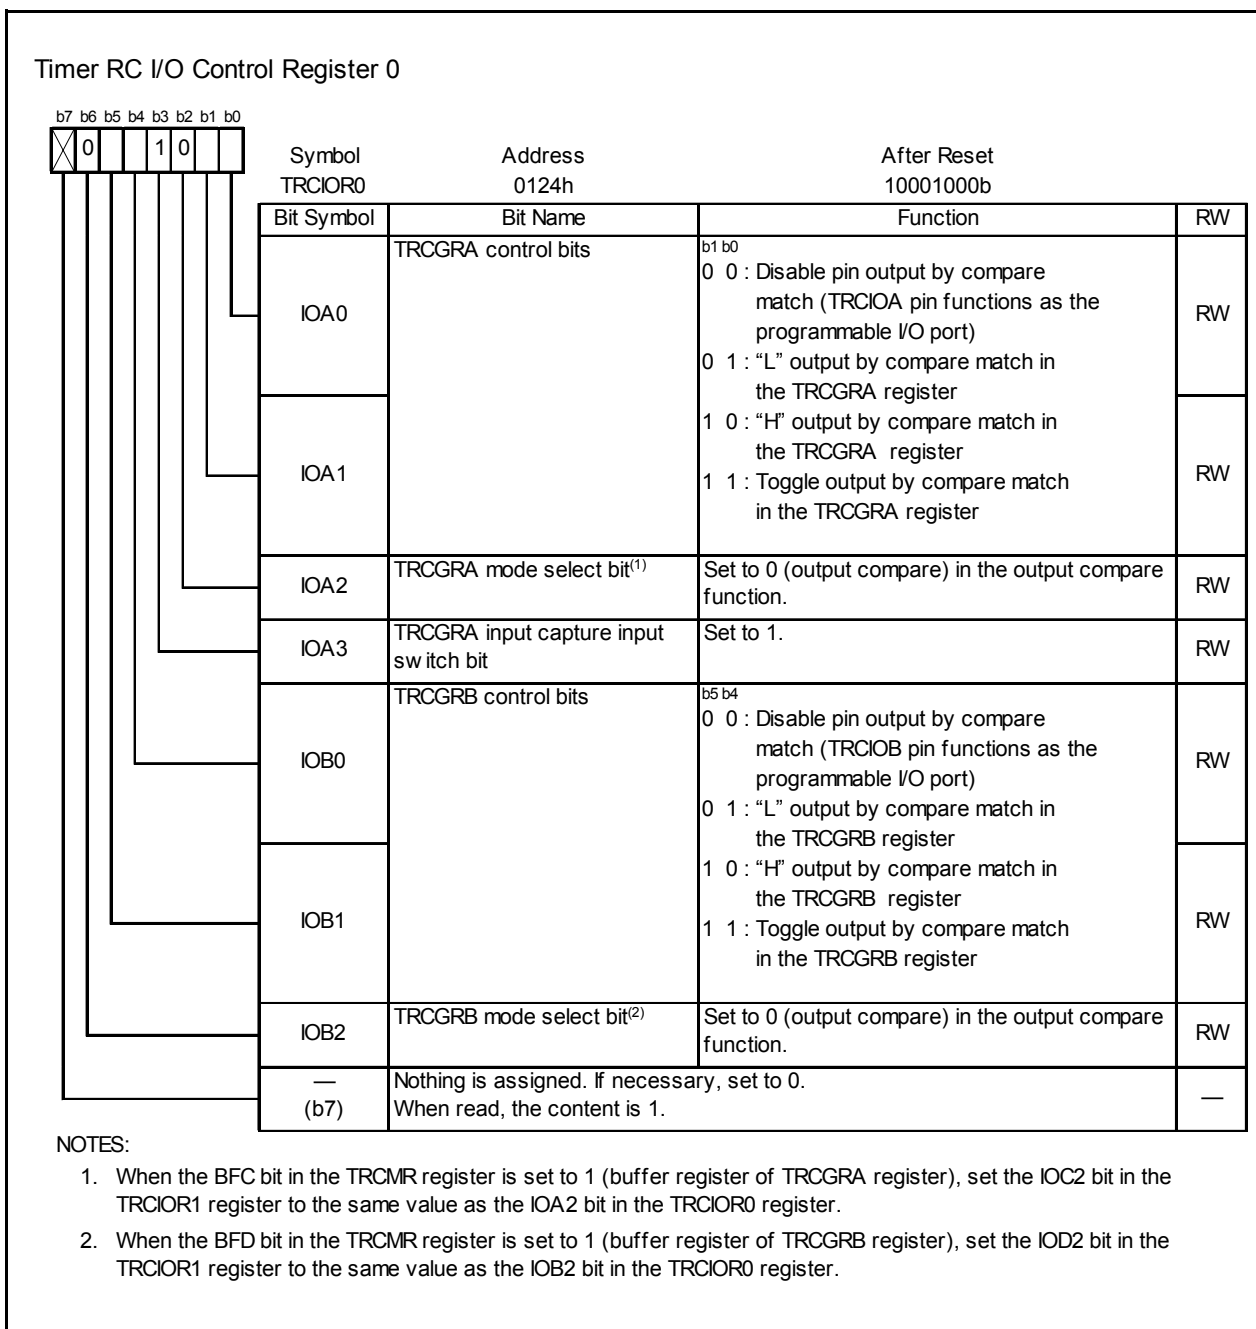 Timer RC I/O Control Register 0
b7 b6 b5 b4 b3 b2 b1 b0
0 1 0
Symbol Address After Reset
TRCIOR0 0124h 10001000b
Bit Symbol Bit Name Function RW
IOA0
TRCGRA control bits
b1 b0
0 0 : Disable pin output by compare
match (TRCIOA pin functions as the
programmable I/O port)
0 1 : “L” output by compare match in
the TRCGRA register
RW
IOA1
1 0 : “H” output by compare match in
the TRCGRA register
1 1 : Toggle output by compare match
in the TRCGRA register
RW
IOA2
TRCGRA mode select bit(1)
Set to 0 (output compare) in the output compare
function.
RW
IOA3
TRCGRA input capture input
switch bit
Set to 1.
RW
IOB0
TRCGRB control bits
b5 b4
0 0 : Disable pin output by compare
match (TRCIOB pin functions as the
programmable I/O port)
0 1 : “L” output by compare match in
the TRCGRB register
RW
IOB1
1 0 : “H” output by compare match in
the TRCGRB register
1 1 : Toggle output by compare match
in the TRCGRB register
RW
IOB2
TRCGRB mode select bit(2)
Set to 0 (output compare) in the output compare
function.
RW
—
(b7)
Nothing is assigned. If necessary, set to 0.
When read, the content is 1.
—
NOTES:
1. When the BFC bit in the TRCMR register is set to 1 (buffer register of TRCGRA register), set the IOC2 bit in the
TRCIOR1 register to the same value as the IOA2 bit in the TRCIOR0 register.
2. When the BFD bit in the TRCMR register is set to 1 (buffer register of TRCGRB register), set the IOD2 bit in the
TRCIOR1 register to the same value as the IOB2 bit in the TRCIOR0 register.